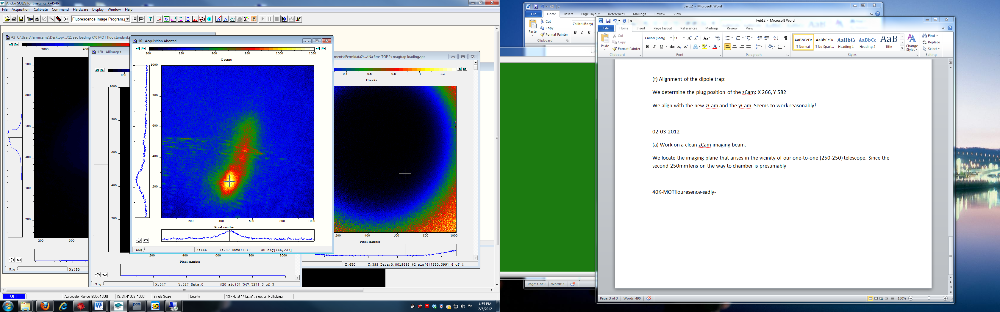 Andor SOLIS for Imaging: X-4546
File Acquisition Calibrate Command Hardware Display Window Help
Fluorescence Image Program.
#3 C:\Users\fermicam2\Desktop\...\11 sec loading K40 MOT fluo standard.
2000 400
700
600
500
400
300
200
200 300
Sig
X:450
#20 AllImages
850
1000
800
600
400
200
200 400 600 800 1000
Pixel number
Sig
X:547 Y:527 Data:0 #20 sig{3}[547,527] 3 of 3
#0 Acquisition Aborted
800 850 900 950 1000 1050
Counts
1000
800
600
400
200
200 400 600 800 1000
Pixel number
Sig
X:446 Y:237 Data:1040 #0 sig[446,237]
ments\Fermidata2\...\Na 6ms TOF 2s magtrap loading.spe
0.4 0.6 0.8 1 1.2
Counts
200 400 600 800 1000
Pixel number
X:650 Y:399 Data:0.0019493 #2 sig{4}[650,399] 4 of 4
OFF
Autoscale: Range (800->1050)
(3, 3)->(1002, 1000)
Single Scan
Counts
13MHz at 14-bit, x1, Electron Multiplying
pco.
4:55 PM
2/5/2012
Jan12 - Microsoft Word
File Home Insert Page Layout References Mailings Review View
Paste
Cut
Copy
Format Painter
Clipboard
Calibri (Body)
B I U
Page: 1 of 9 Words: 1
Feb12 - Microsoft Word
File Home Insert Page Layout References Mailings Review View
Paste
Cut
Copy
Format Painter
Clipboard
Calibri (Body) 11
B I U abc
Font
Paragraph
AaBbCcDc AaBbCcDc AaBbC AaBbCc AaB
¶ Normal ¶ No Spaci... Heading 1 Heading 2 Title
Change Styles
Styles
Find
Replace
Select
Editing
(f) Alignment of the dipole trap:
We determine the plug position of the zCam: X 266, Y 582
We align with the new zCam and the yCam. Seems to work reasonably!
02-03-2012
(a) Work on a clean zCam imaging beam.
We locate the imaging plane that arises in the vicinity of our one-to-one (250-250) telescope. Since the
second 250mm lens on the way to chamber is presumably
40K-MOTflouresence-sadly-
Page: 3 of 3 Words: 490
130%